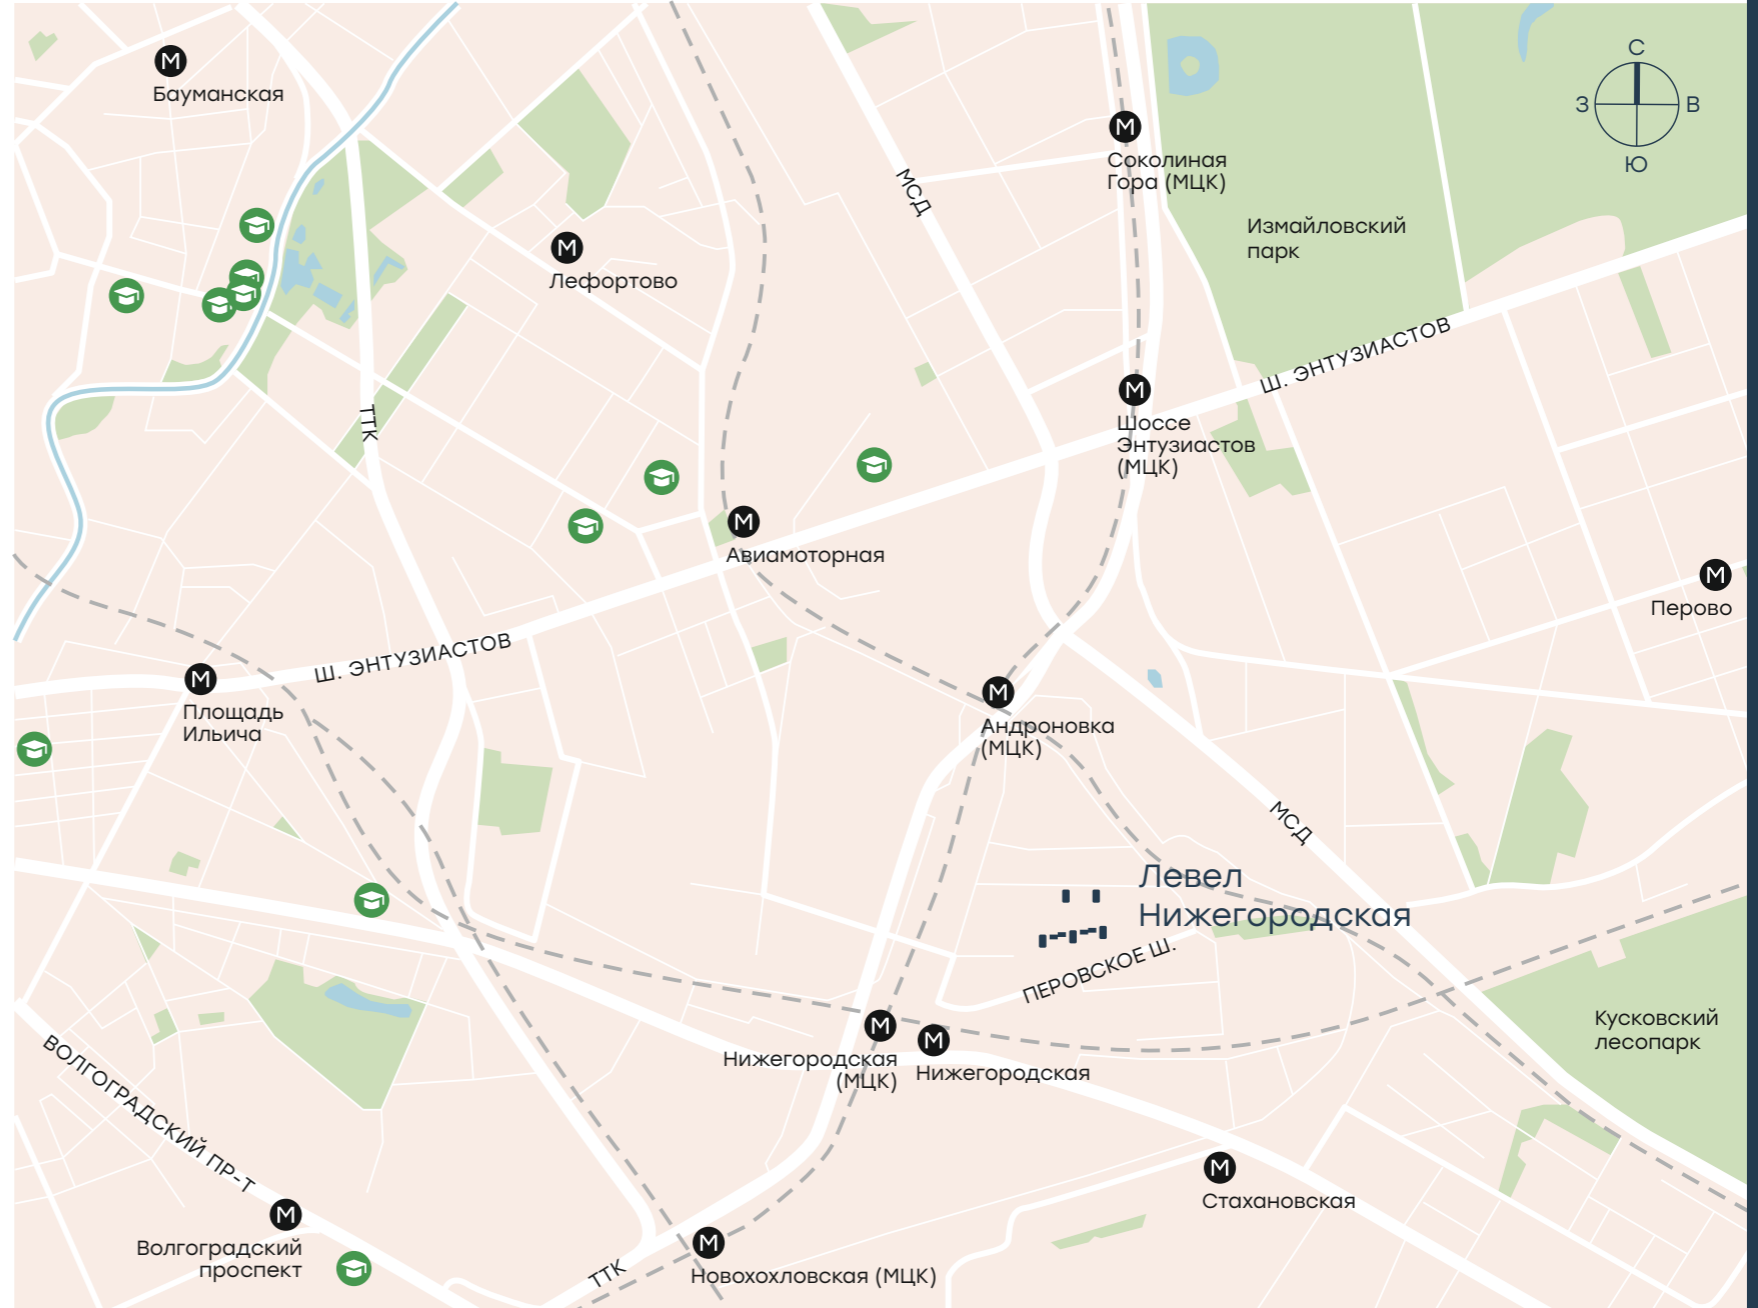 С
З
В
Ю
М
Бауманская
М
Соколиная
Гора (МЦК)
МСД
Измайловский
парк
М
Лефортово
Ш. ЭНТУЗИАСТОВ
М
Шоссе
Энтузиастов
(МЦК)
ТТК
М
Авиамоторная
М
Перово
Ш. ЭНТУЗИАСТОВ
М
Площадь
Ильича
М
Андроновка
(МЦК)
МСД
Левел
Нижегородская
ПЕРОВСКОЕ Ш.
Кусковский
лесопарк
М
Нижегородская
(МЦК)
М
Нижегородская
ВОЛГОГРАДСКИЙ ПР-Т
М
Стахановская
М
Волгоградский
проспект
М
Новохохловская (МЦК)
ТТК